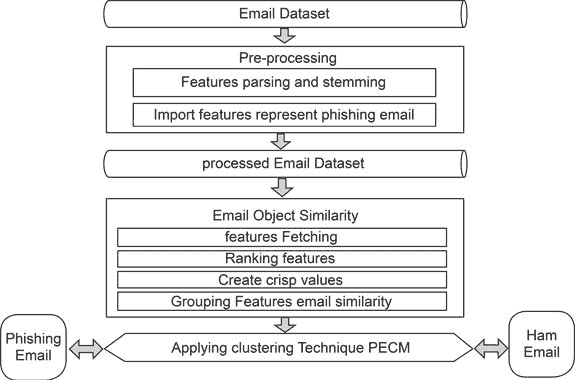 Email Dataset
Pre-processing
Features parsing and stemming
Import features represent phishing email
processed Email Dataset
Email Object Similarity
features Fetching
Ranking features
Create crisp values
Grouping Features email similarity
Phishing
Email
Applying clustering Technique PECM
Ham
Email